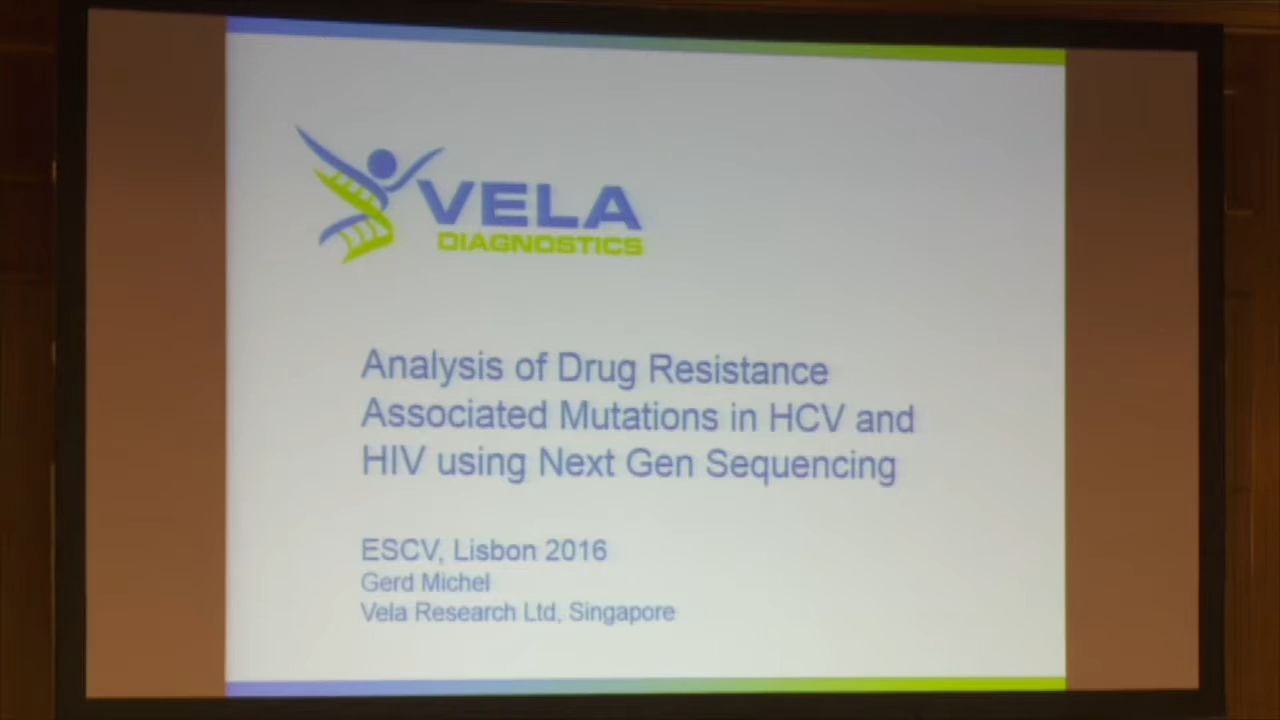 VELA
DIAGNOSTICS
Analysis of Drug Resistance
Associated Mutations in HCV and
HIV using Next Gen Sequencing
ESCV, Lisbon 2016
Gerd Michel
Vela Research Ltd, Singapore